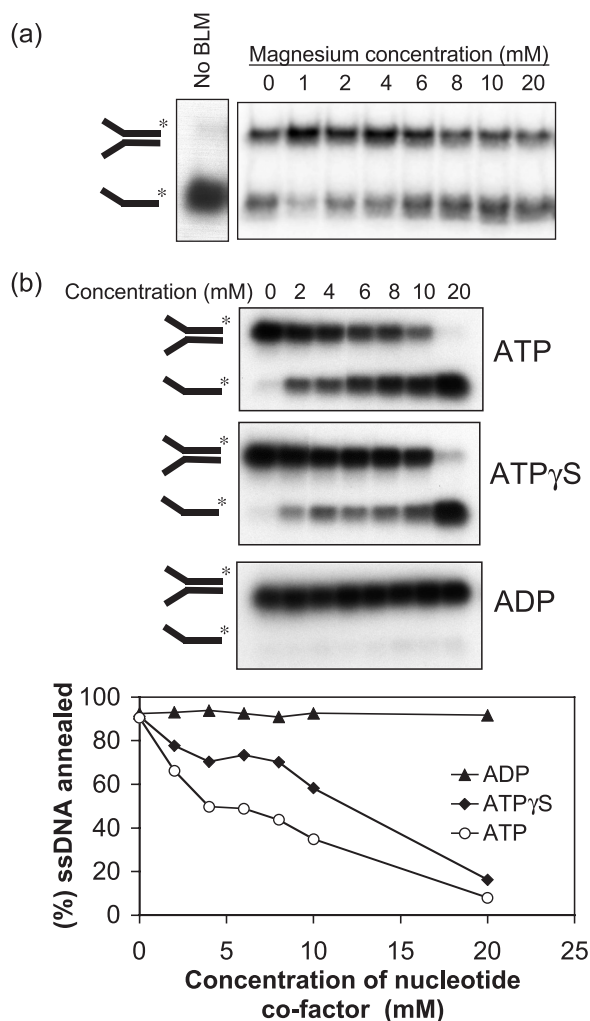 (a)
No BLM
Magnesium concentration (mM)
0 1 2 4 6 8 10 20
*
*
(b)
Concentration (mM) 0 2 4 6 8 10 20
*
*
ATP
*
*
ATPγS
*
*
ADP
100
80
60
40
20
0
(%) ssDNA annealed
ADP
ATPγS
ATP
0 5 10 15 20 25
Concentration of nucleotide
co-factor (mM)